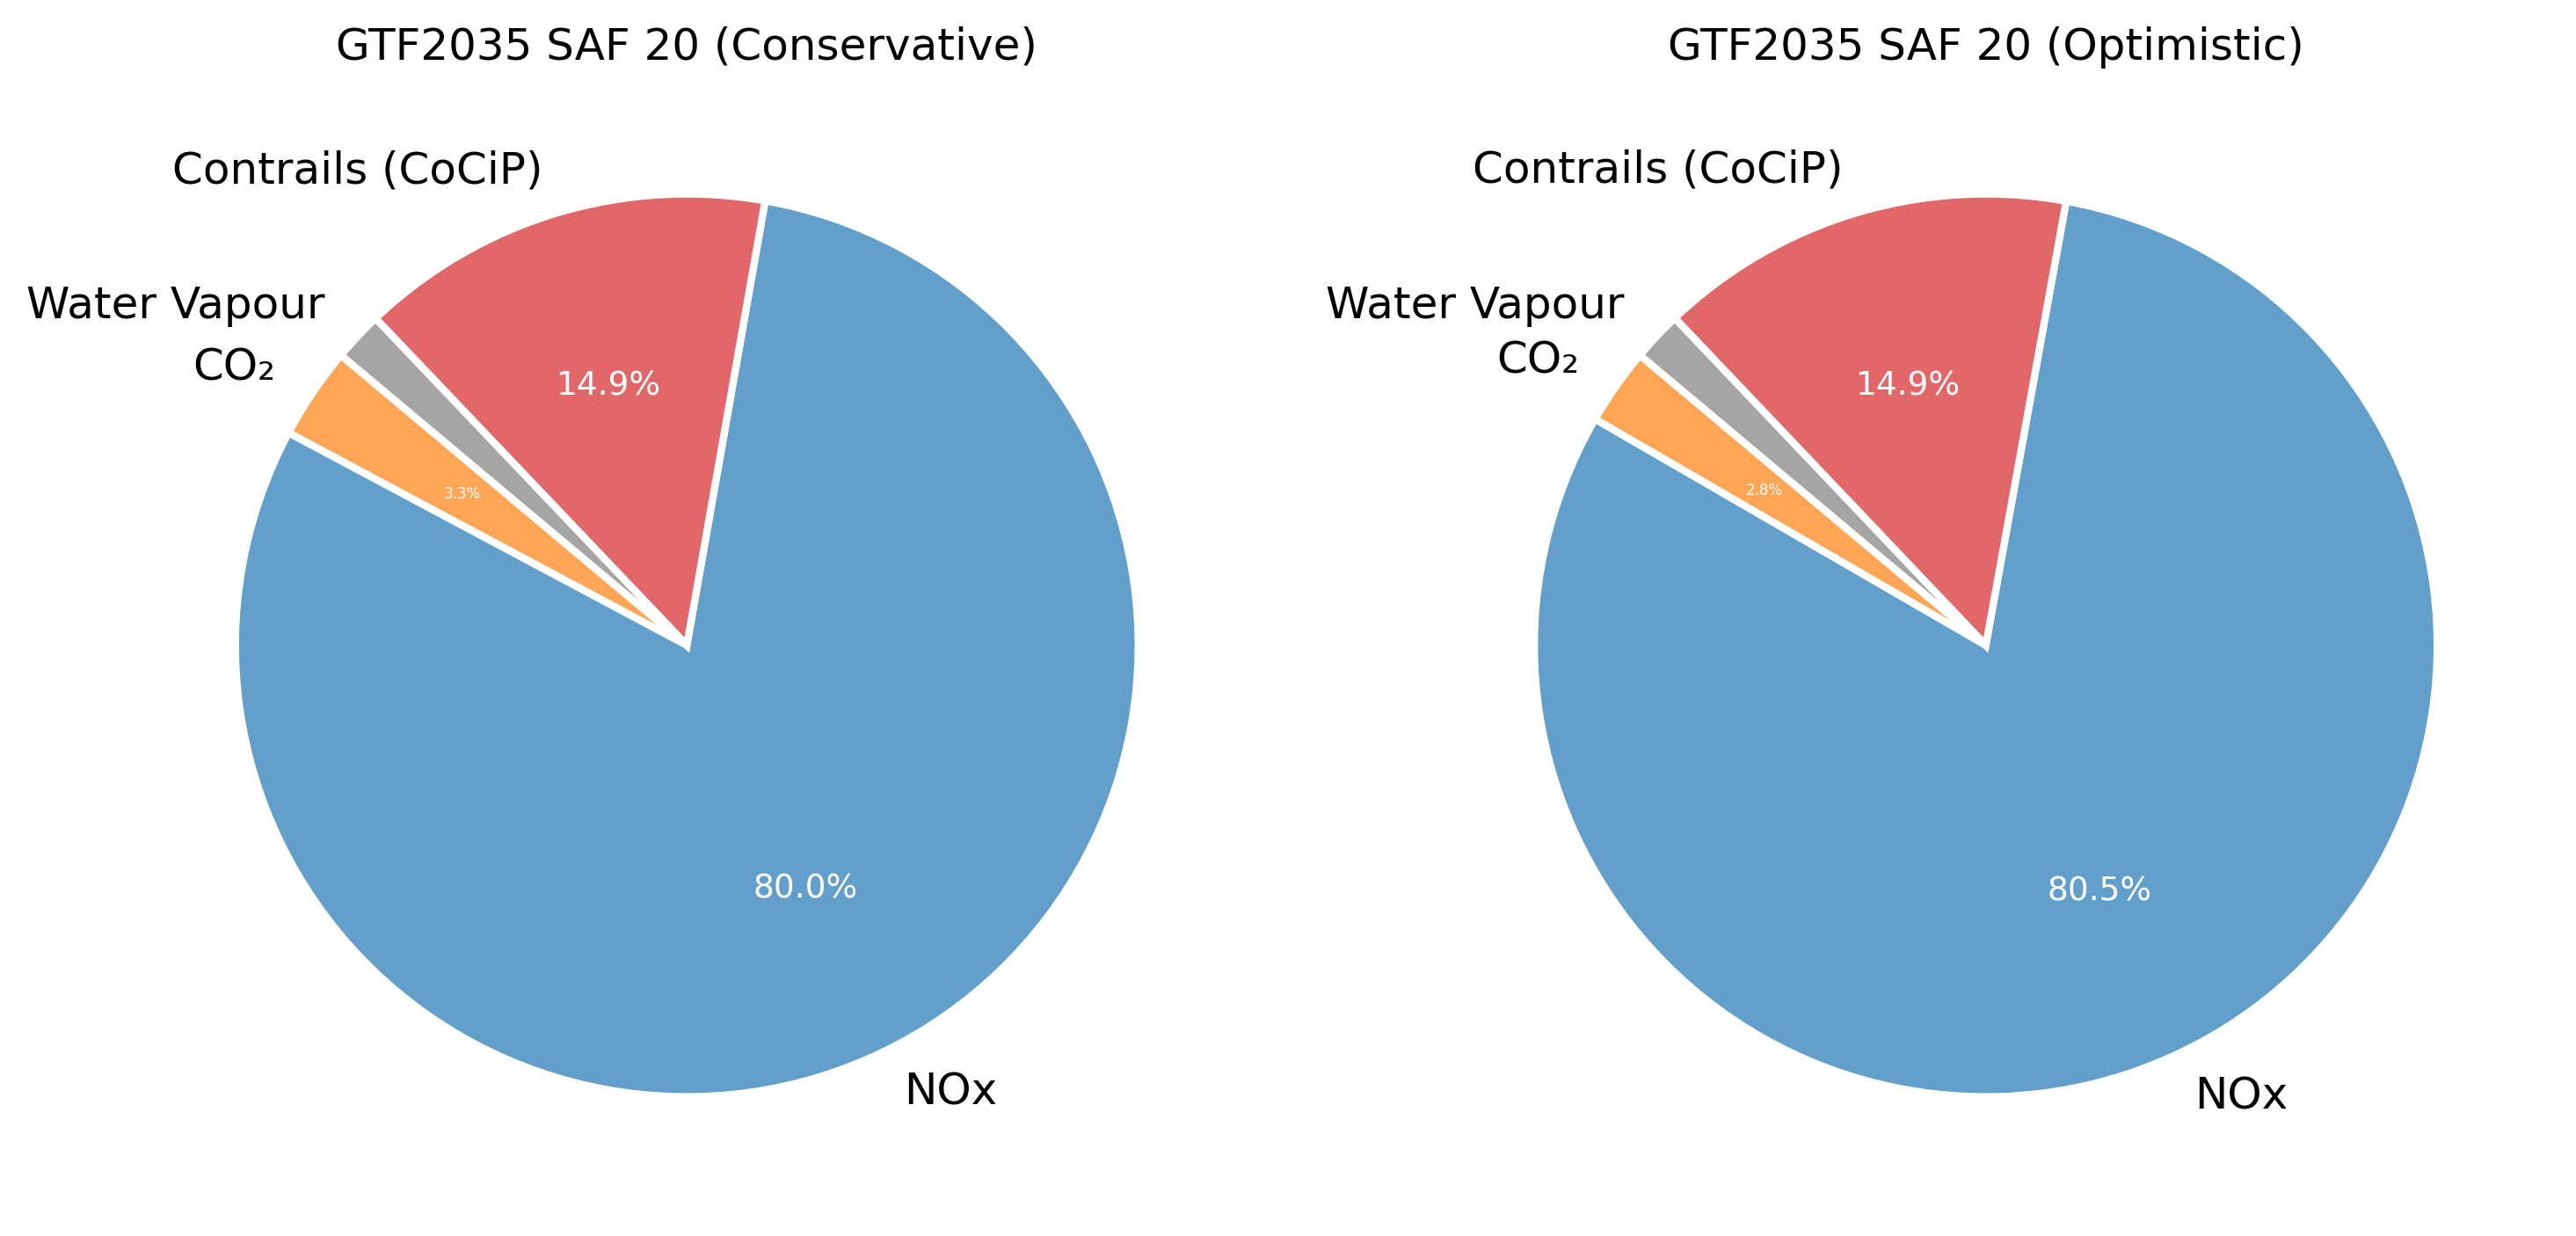 GTF2035 SAF 20 (Conservative)
Contrails (CoCiP)
Water Vapour
CO₂
14.9%
3.3%
80.0%
NOx
GTF2035 SAF 20 (Optimistic)
Contrails (CoCiP)
Water Vapour
CO₂
14.9%
2.8%
80.5%
NOx